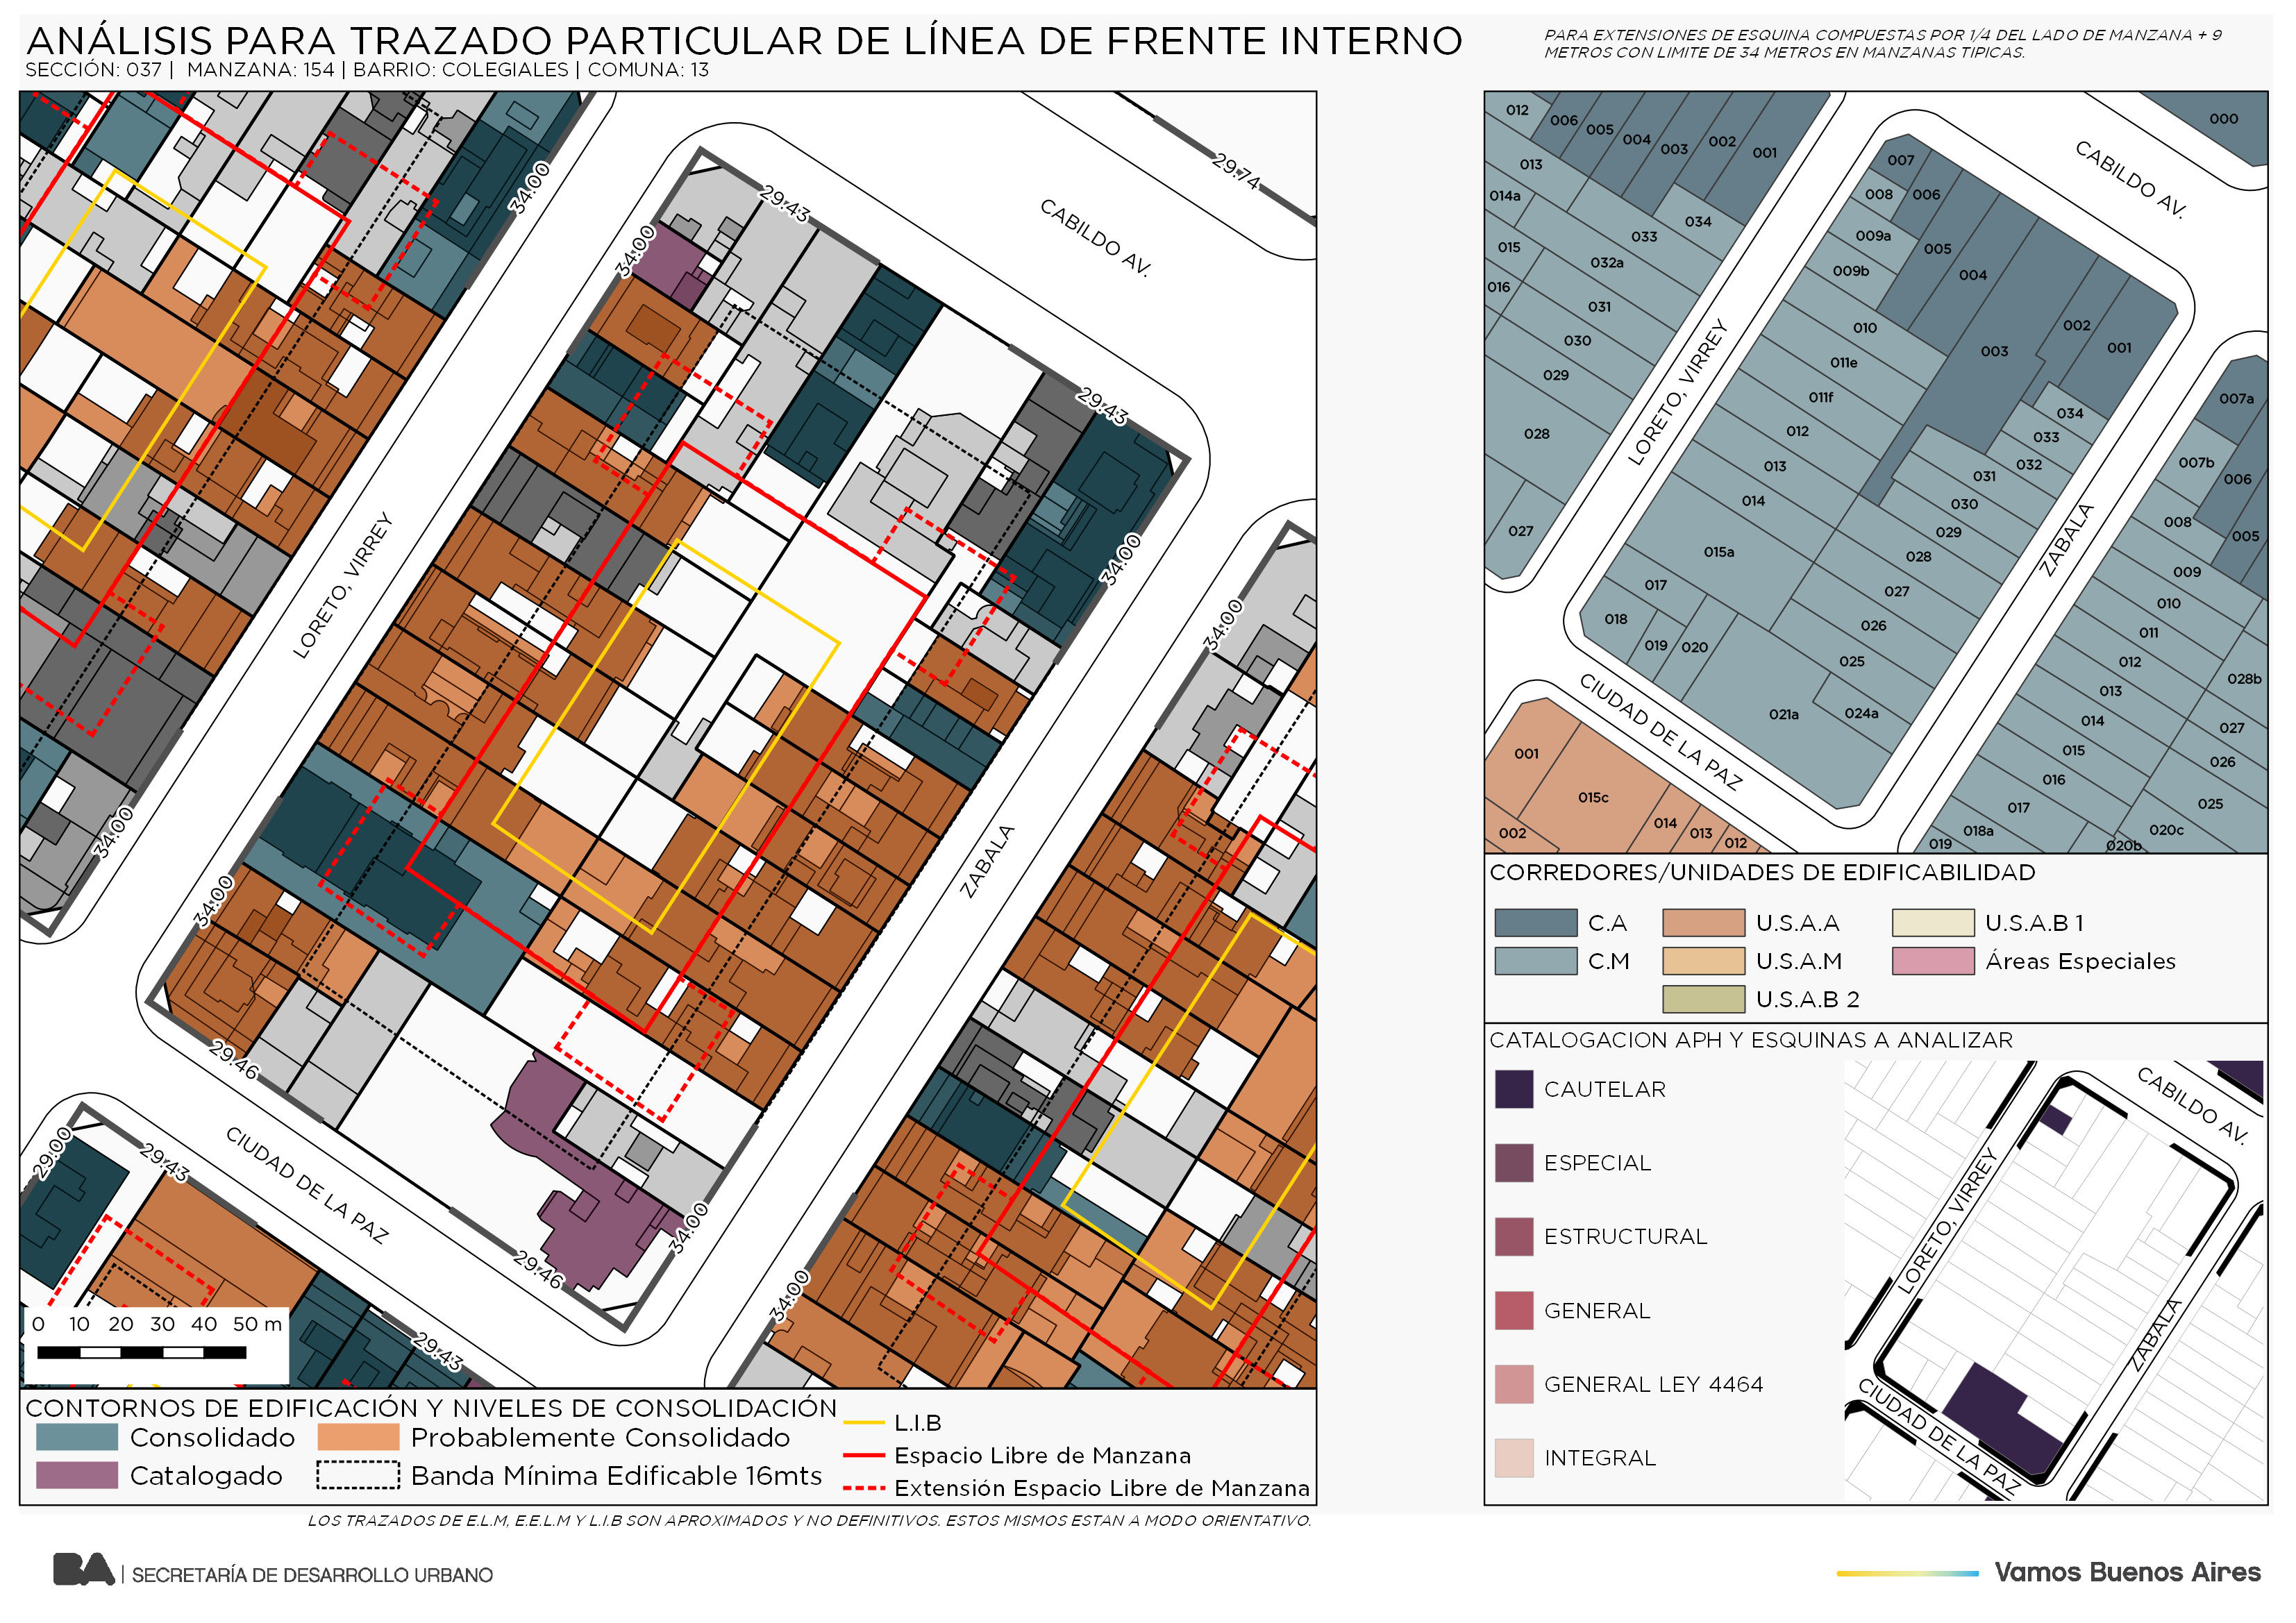 ANÁLISIS PARA TRAZADO PARTICULAR DE LÍNEA DE FRENTE INTERNO
SECCIÓN: 037 | MANZANA: 154 | BARRIO: COLEGIALES | COMUNA: 13
PARA EXTENSIONES DE ESQUINA COMPUESTAS POR 1/4 DEL LADO DE MANZANA + 9
METROS CON LIMITE DE 34 METROS EN MANZANAS TIPICAS.
29.74
34:00
29:43
CABILDO AV.
34:00
29:43
34:00
LORETO, VIRREY
34:00
34:00
ZABALA
34:00
29:46
29:00
29:43
CIUDAD DE LA PAZ
34:00
29:46
34:00
29:43
0 10 20 30 40 50 m
CONTORNOS DE EDIFICACIÓN Y NIVELES DE CONSOLIDACIÓN
Consolidado
Probablemente Consolidado
Catalogado
Banda Mínima Edificable 16mts
L.I.B
Espacio Libre de Manzana
Extensión Espacio Libre de Manzana
LOS TRAZADOS DE E.L.M, E.E.L.M Y L.I.B SON APROXIMADOS Y NO DEFINITIVOS. ESTOS MISMOS ESTAN A MODO ORIENTATIVO.
012 006 005 004 003 002 001
013
014a
034
033
015
032a
016
031
030
029
028
027
000
CABILDO AV.
007
008 006
009a
005
009b
004
010
002
003
001
011e
011f
034
012
033
013
032
031
014
030
029
015a
028
017
027
018
026
019 020
025
021a
024a
LORETO, VIRREY
ZABALA
CIUDAD DE LA PAZ
007a
007b
006
008
005
009
010
011
012
028b
013
014
027
015
026
016
017
025
018a
020c
019
020b
001
015c
002
014
013
012
CORREDORES/UNIDADES DE EDIFICABILIDAD
C.A
U.S.A.A
U.S.A.B 1
C.M
U.S.A.M
Áreas Especiales
U.S.A.B 2
CATALOGACION APH Y ESQUINAS A ANALIZAR
CAUTELAR
ESPECIAL
ESTRUCTURAL
GENERAL
GENERAL LEY 4464
INTEGRAL
CABILDO AV.
LORETO, VIRREY
ZABALA
CIUDAD DE LA PAZ
BA | SECRETARÍA DE DESARROLLO URBANO
Vamos Buenos Aires